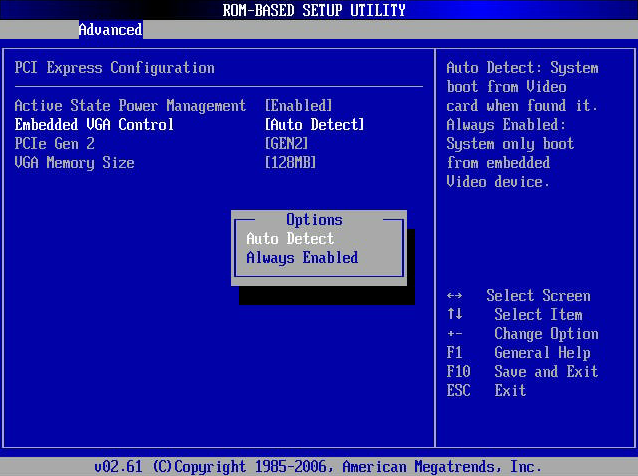 ROM-BASED SETUP UTILITY
Advanced
PCI Express Configuration
Active State Power Management [Enabled]
Embedded VGA Control [Auto Detect]
PCIe Gen 2 [GEN2]
VGA Memory Size [128MB]
Options
Auto Detect
Always Enabled
Auto Detect: System
boot from Video
card when found it.
Always Enabled:
System only boot
from embedded
Video device.
↔ Select Screen
↑↓ Select Item
+- Change Option
F1 General Help
F10 Save and Exit
ESC Exit
v02.61 (C)Copyright 1985-2006, American Megatrends, Inc.